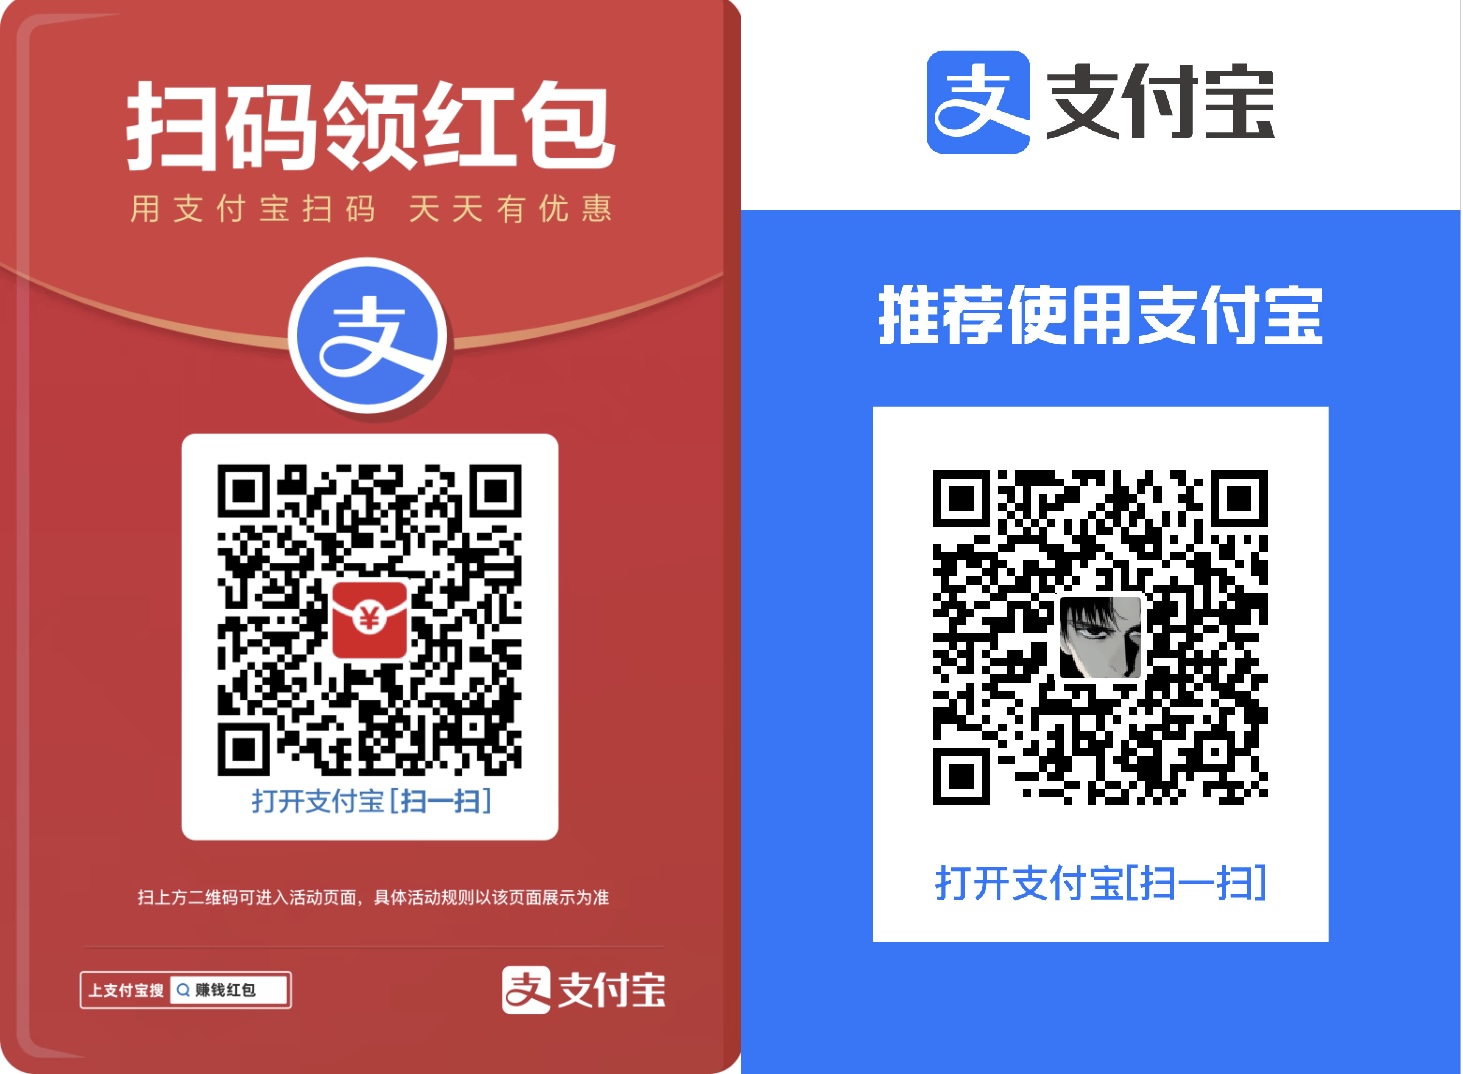 扫码领红包
用支付宝扫码 天天有优惠
支
¥
打开支付宝[扫一扫]
扫上方二维码可进入活动页面，具体活动规则以该页面展示为准
上支付宝搜 赚钱红包
支 支付宝
支 支付宝
推荐使用支付宝
打开支付宝[扫一扫]